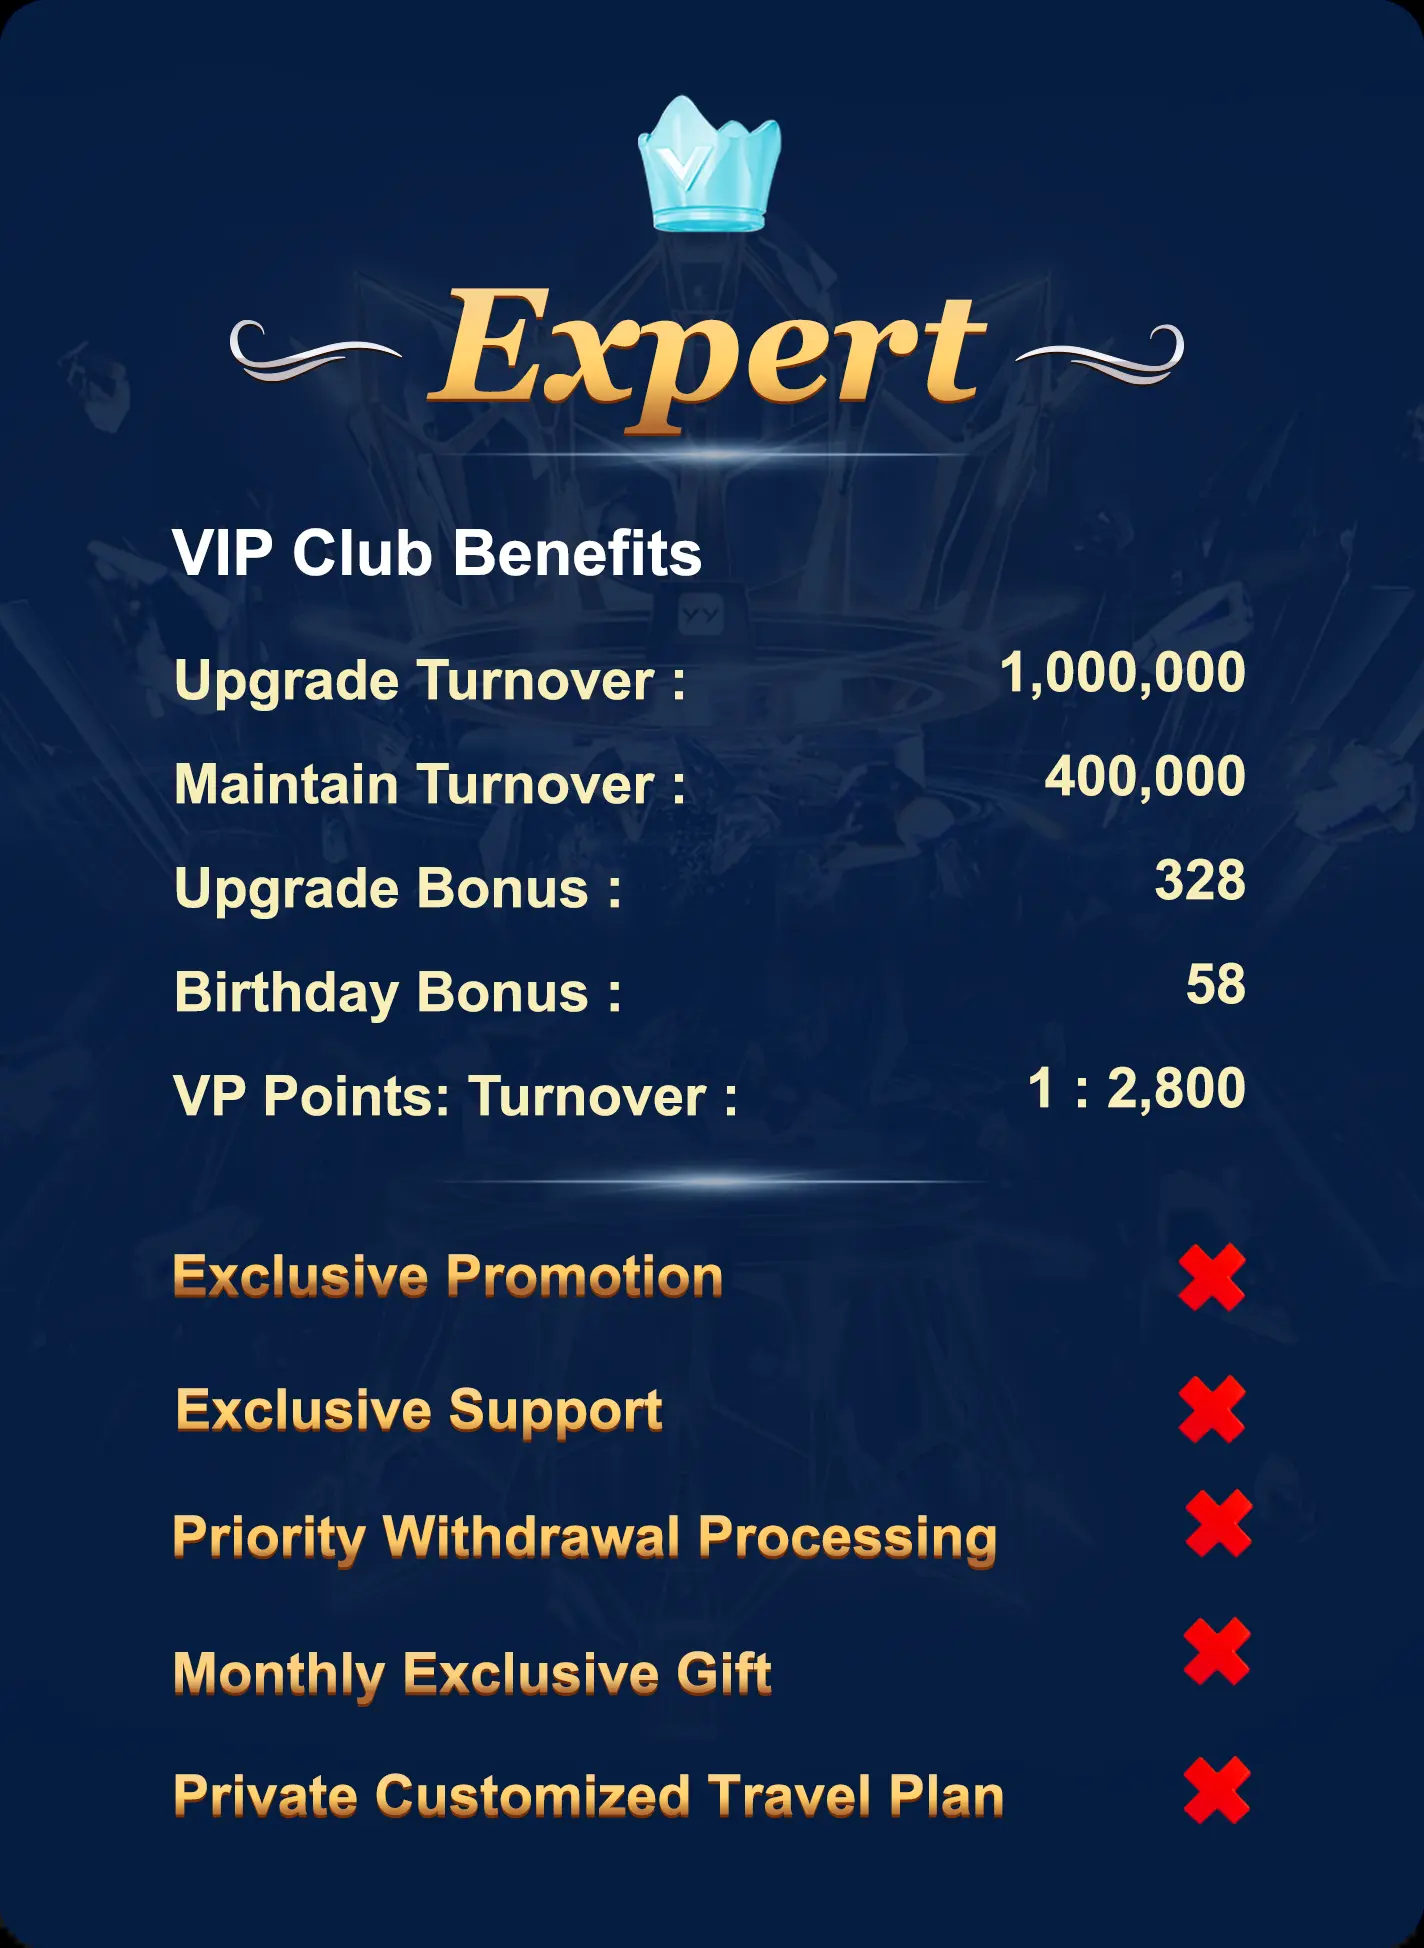 V
Expert
VIP Club Benefits
Upgrade Turnover : 1,000,000
Maintain Turnover : 400,000
Upgrade Bonus : 328
Birthday Bonus : 58
VP Points: Turnover : 1 : 2,800
Exclusive Promotion
Exclusive Support
Priority Withdrawal Processing
Monthly Exclusive Gift
Private Customized Travel Plan